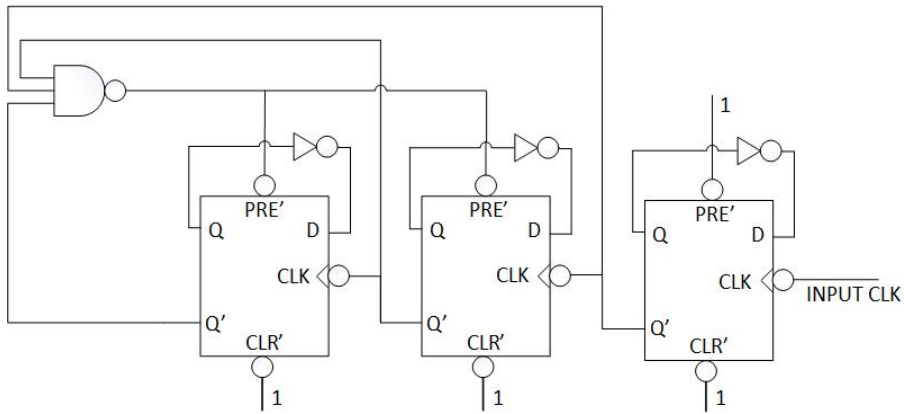 1
PRE’ PRE’ PRE’
Q D Q D Q D
CLK CLK CLK INPUT CLK
Q’ Q’ Q’
CLR’ CLR’ CLR’
1 1 1